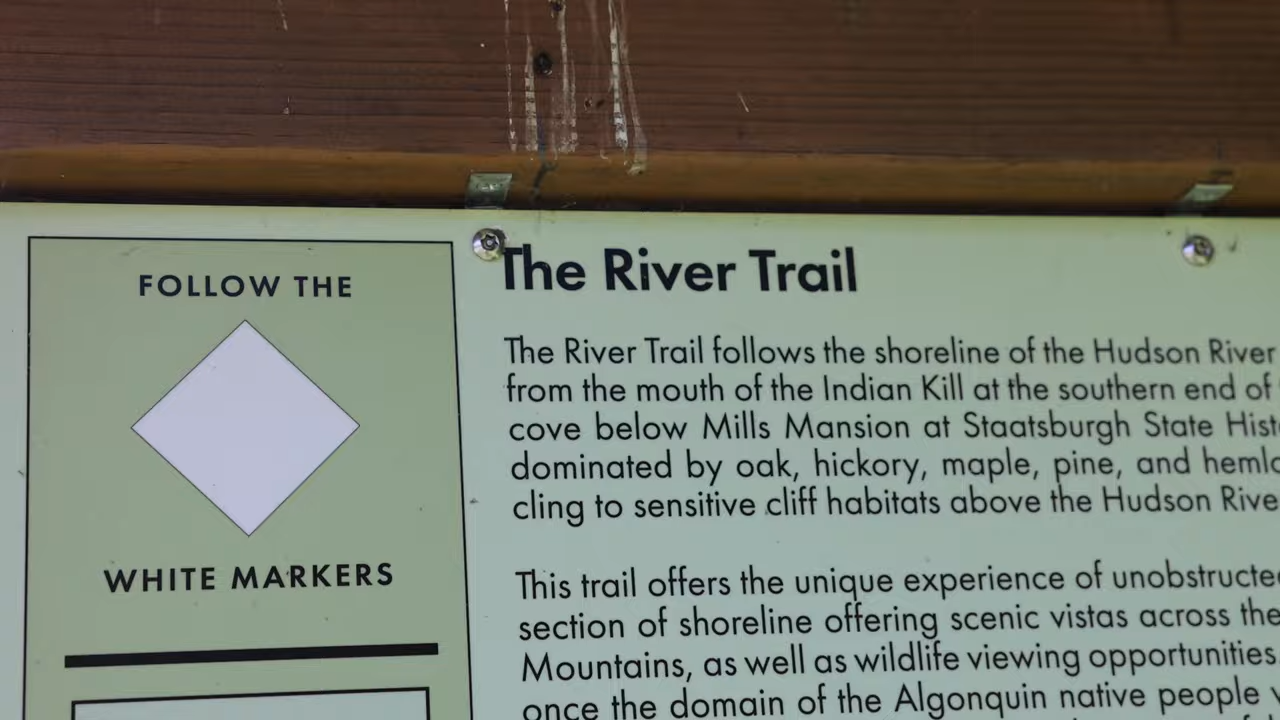 FOLLOW THE
WHITE MARKERS
The River Trail
The River Trail follows the shoreline of the Hudson River
from the mouth of the Indian Kill at the southern end of
cove below Mills Mansion at Staatsburgh State
dominated by oak, hickory, maple, pine, and
cling to sensitive cliff habitats above the Hudson
This trail offers the unique experience of
section of shoreline offering scenic vistas across the
Mountains, as well as wildlife viewing opportunities.
once the domain of the Algonquin native people